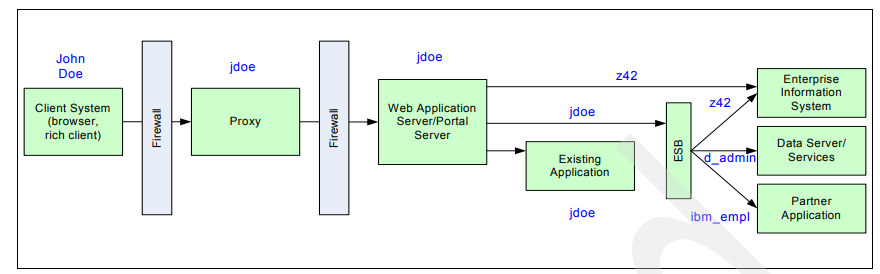 John
Doe
jdoe
jdoe
z42
Client System
(browser,
rich client)
Firewall
Proxy
Firewall
Web Application
Server/Portal
Server
jdoe
Existing
Application
jdoe
ESB
z42
d_admin
ibm_empl
Enterprise
Information
System
Data Server/
Services
Partner
Application